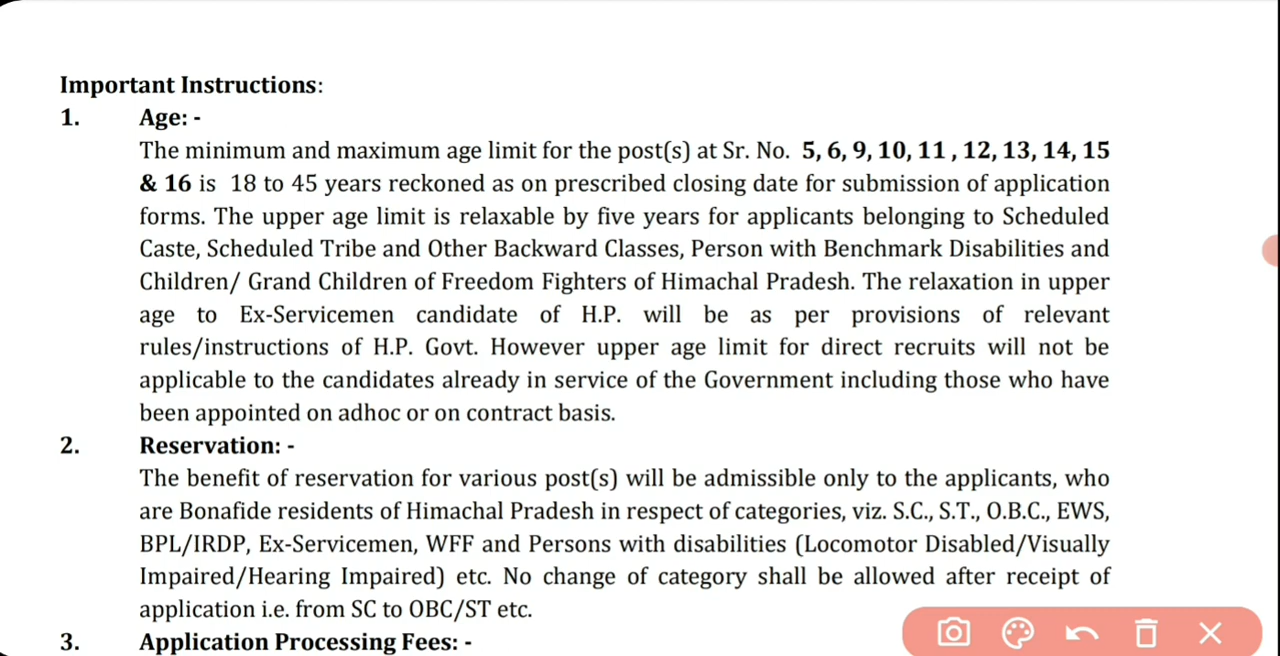 Important Instructions:
1. Age: -
The minimum and maximum age limit for the post(s) at Sr. No. 5, 6, 9, 10, 11 , 12, 13, 14, 15
& 16 is 18 to 45 years reckoned as on prescribed closing date for submission of application
forms. The upper age limit is relaxable by five years for applicants belonging to Scheduled
Caste, Scheduled Tribe and Other Backward Classes, Person with Benchmark Disabilities and
Children/ Grand Children of Freedom Fighters of Himachal Pradesh. The relaxation in upper
age to Ex-Servicemen candidate of H.P. will be as per provisions of relevant
rules/instructions of H.P. Govt. However upper age limit for direct recruits will not be
applicable to the candidates already in service of the Government including those who have
been appointed on adhoc or on contract basis.
2. Reservation: -
The benefit of reservation for various post(s) will be admissible only to the applicants, who
are Bonafide residents of Himachal Pradesh in respect of categories, viz. S.C., S.T., O.B.C., EWS,
BPL/IRDP, Ex-Servicemen, WFF and Persons with disabilities (Locomotor Disabled/Visually
Impaired/Hearing Impaired) etc. No change of category shall be allowed after receipt of
application i.e. from SC to OBC/ST etc.
3. Application Processing Fees: -